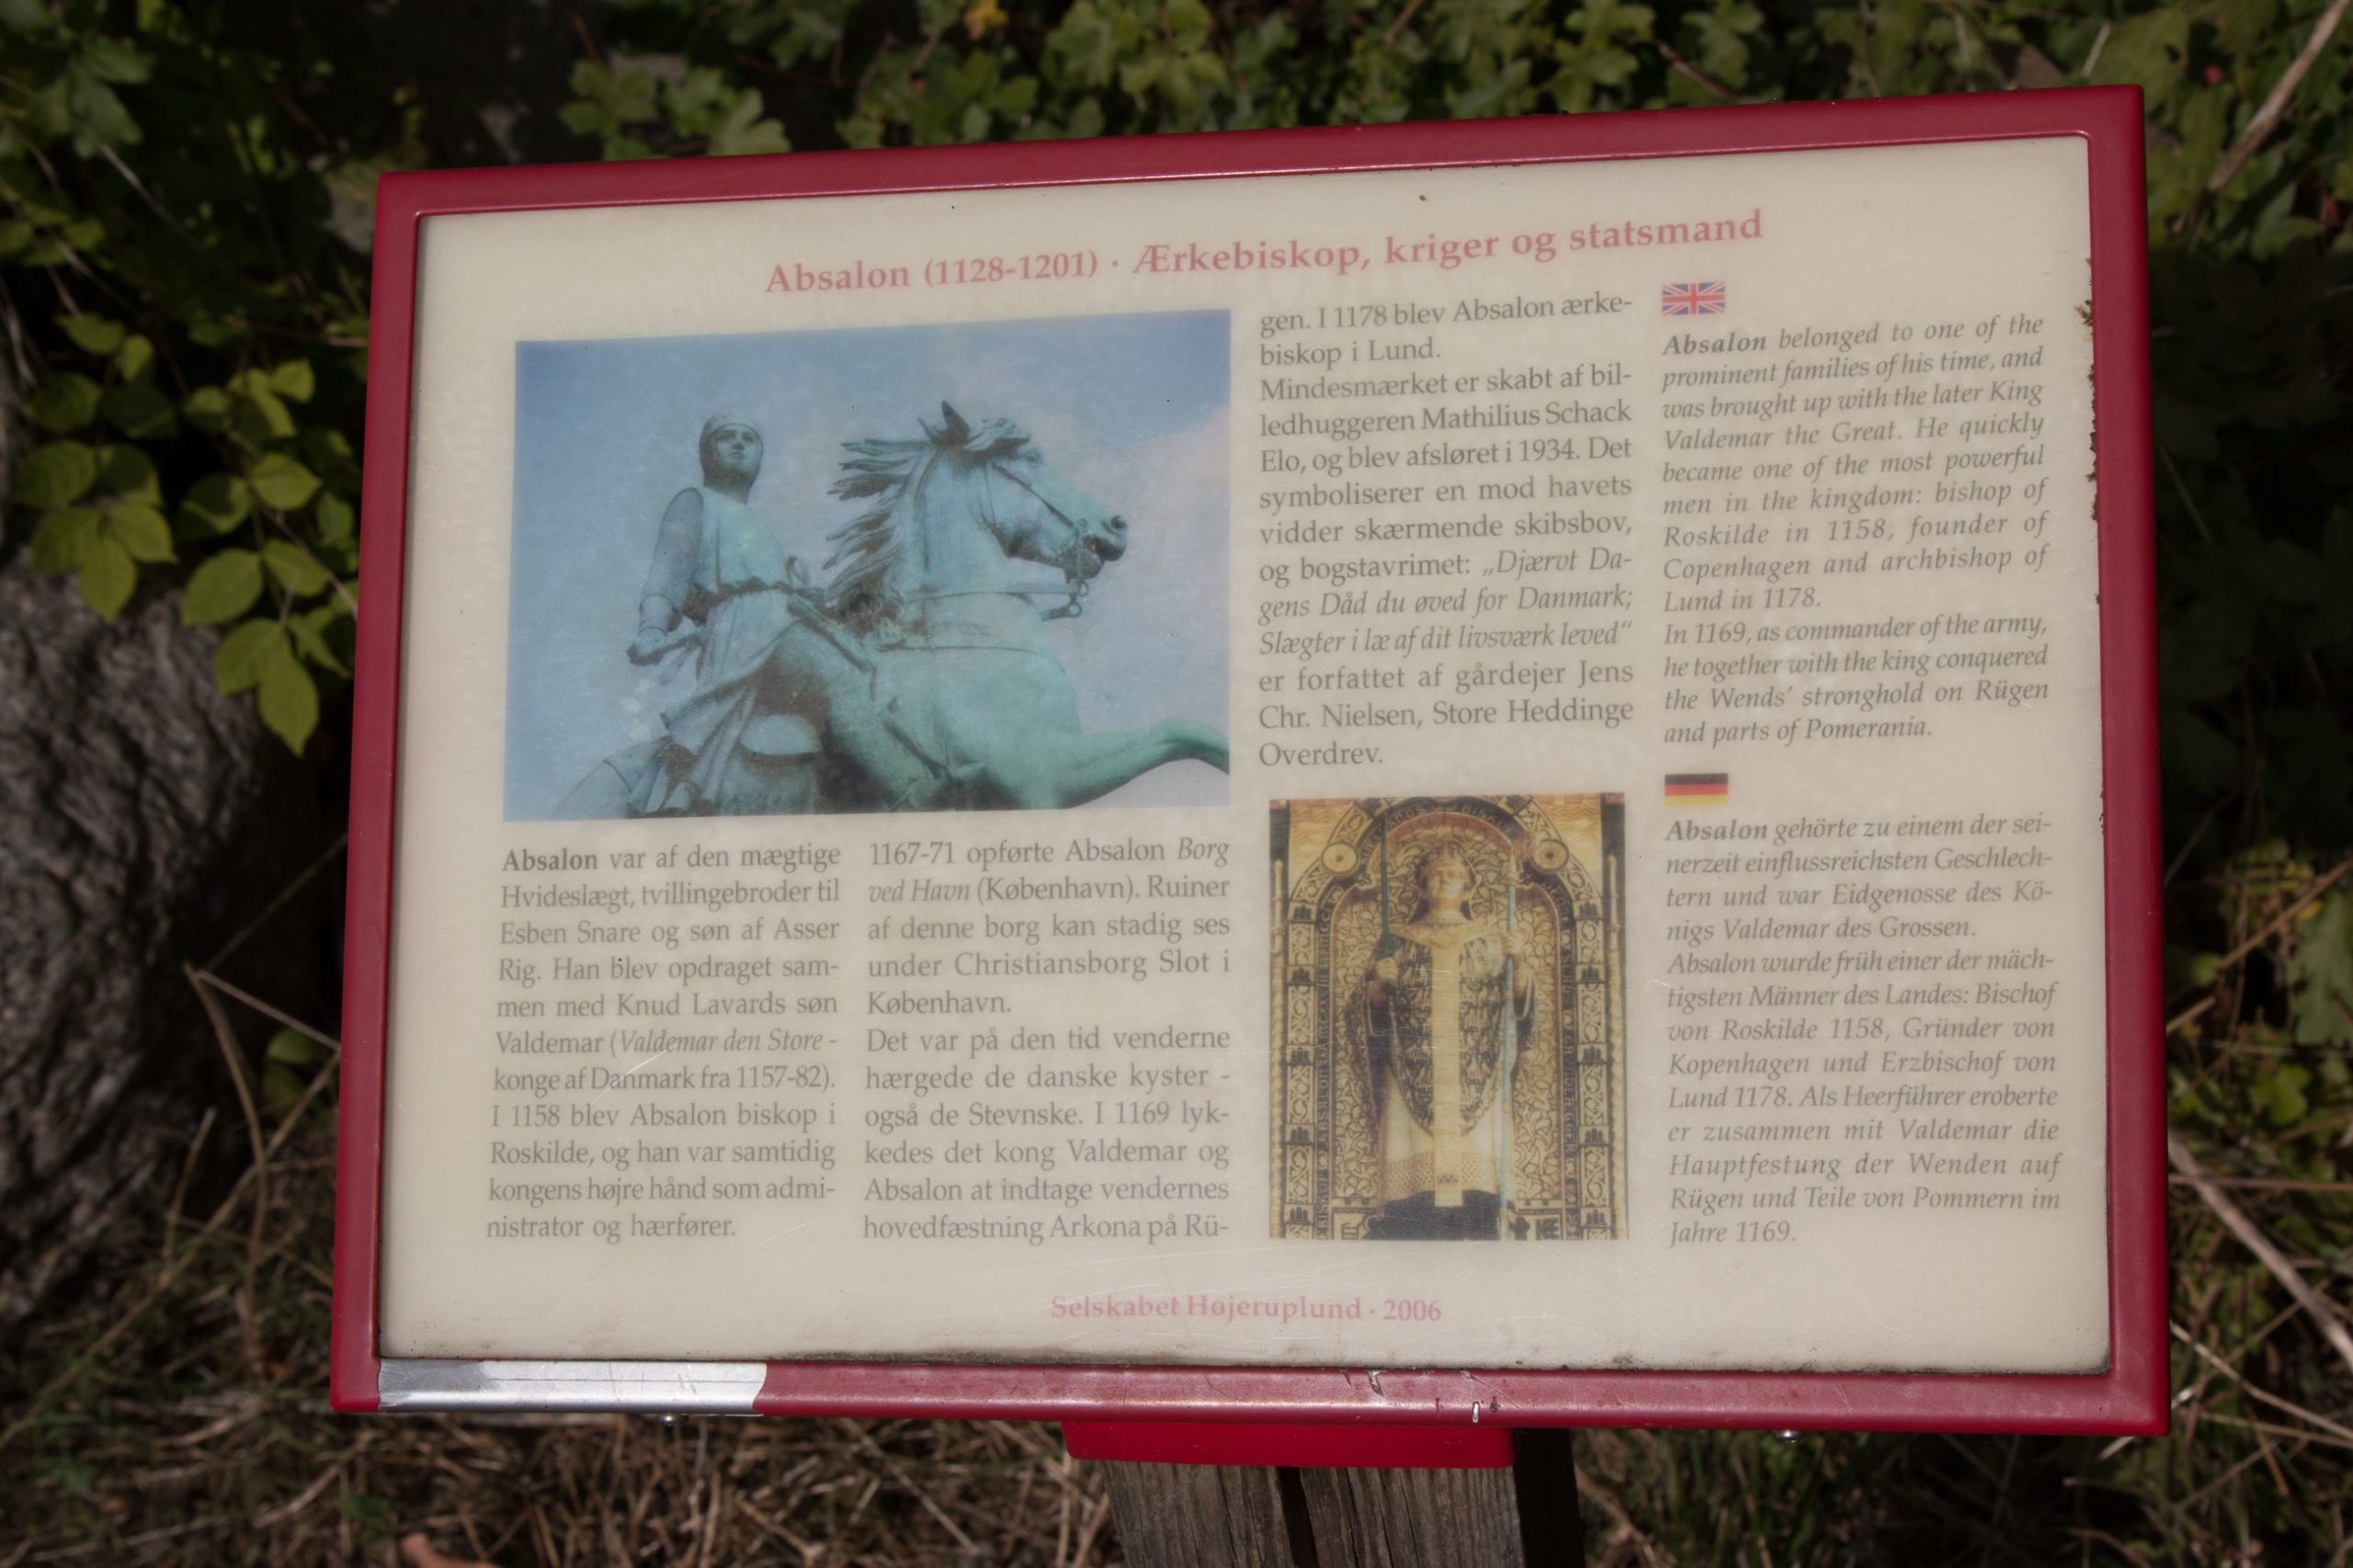 Absalon (1128-1201) · Ærkebiskop, kriger og statsmand
Absalon var af den mægtige
Hvideslægt, tvillingebroder til
Esben Snare og søn af Asser
Rig. Han blev opdraget sam-
men med Knud Lavards søn
Valdemar (Valdemar den Store -
konge af Danmark fra 1157-82).
I 1158 blev Absalon biskop i
Roskilde, og han var samtidig
kongens højre hånd som admi-
nistrator og hærfører.
1167-71 opførte Absalon Borg
ved Havn (København). Ruiner
af denne borg kan stadig ses
under Christiansborg Slot i
København.
Det var på den tid venderne
hærgede de danske kyster -
også de Stevnske. I 1169 lyk-
kedes det kong Valdemar og
Absalon at indtage vendernes
hovedfæstning Arkona på Rü-
gen. I 1178 blev Absalon ærke-
biskop i Lund.
Mindesmærket er skabt af bil-
ledhuggeren Mathilius Schack
Elo, og blev afsløret i 1934. Det
symboliserer en mod havets
vidder skærmende skibsbov,
og bogstavrimet: „Djærvt Da-
gens Dåd du øved for Danmark;
Slægter i læ af dit livsværk leved“
er forfattet af gårdejer Jens
Chr. Nielsen, Store Heddinge
Overdrev.
Absalon belonged to one of the
prominent families of his time, and
was brought up with the later King
Valdemar the Great. He quickly
became one of the most powerful
men in the kingdom: bishop of
Roskilde in 1158, founder of
Copenhagen and archbishop of
Lund in 1178.
In 1169, as commander of the army,
he together with the king conquered
the Wends' stronghold on Rügen
and parts of Pomerania.
Absalon gehörte zu einem der sei-
nerzeit einflussreichsten Geschlech-
tern und war Eidgenosse des Kö-
nigs Valdemar des Grossen.
Absalon wurde früh einer der mäch-
tigsten Männer des Landes: Bischof
von Roskilde 1158, Gründer von
Kopenhagen und Erzbischof von
Lund 1178. Als Heerführer eroberte
er zusammen mit Valdemar die
Hauptfestung der Wenden auf
Rügen und Teile von Pommern im
Jahre 1169.
Selskabet Højeruplund · 2006